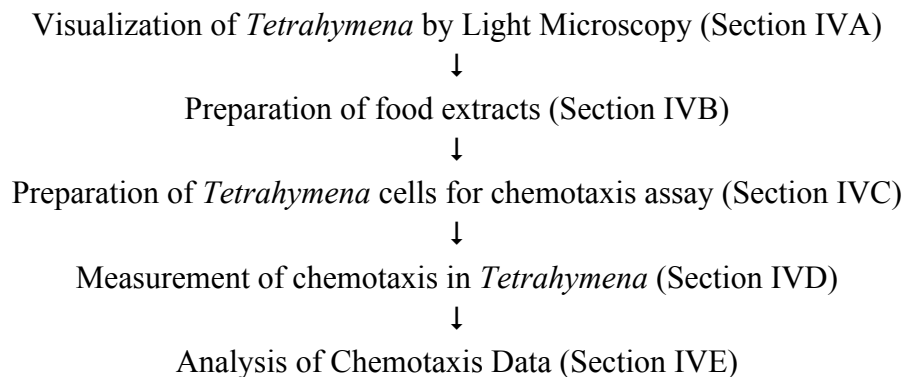 Visualization of Tetrahymena by Light Microscopy (Section IVA)
↓
Preparation of food extracts (Section IVB)
↓
Preparation of Tetrahymena cells for chemotaxis assay (Section IVC)
↓
Measurement of chemotaxis in Tetrahymena (Section IVD)
↓
Analysis of Chemotaxis Data (Section IVE)